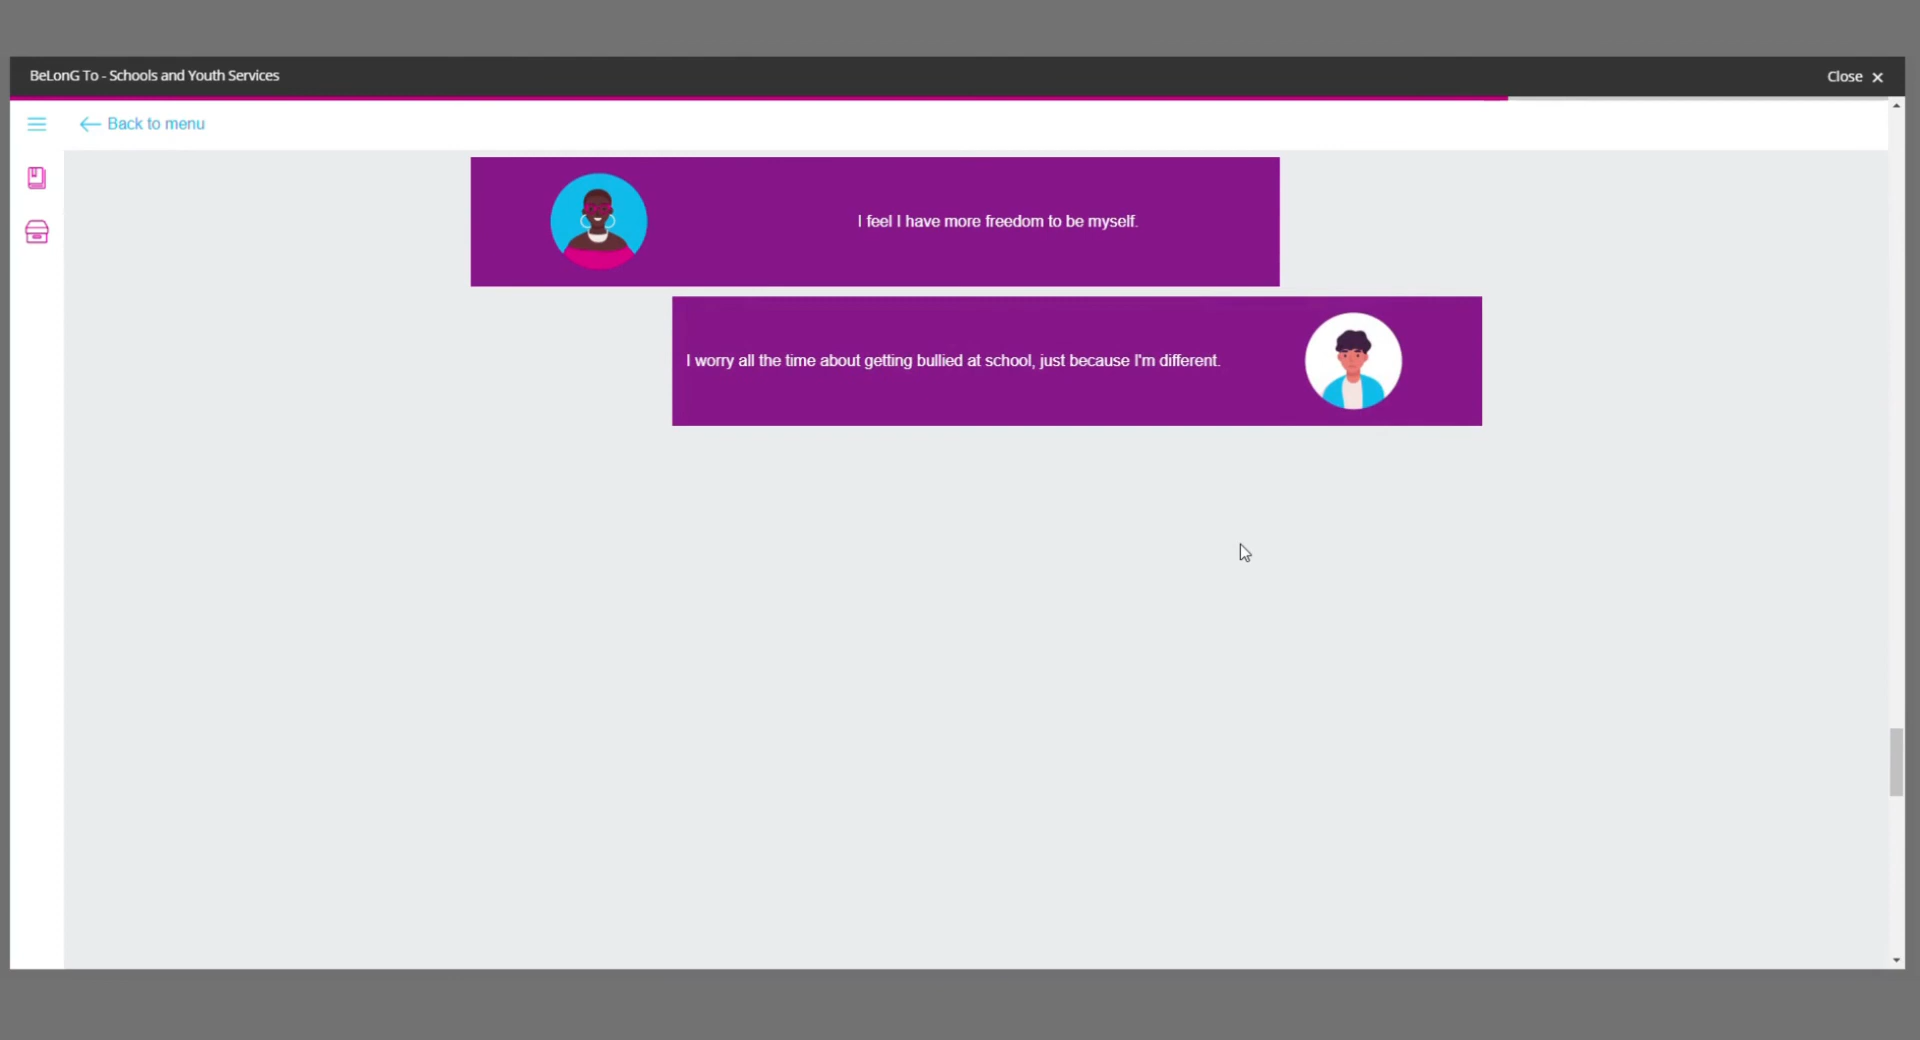 BeLonG To - Schools and Youth Services
Close
Back to menu
I feel I have more freedom to be myself.
I worry all the time about getting bullied at school, just because I'm different.